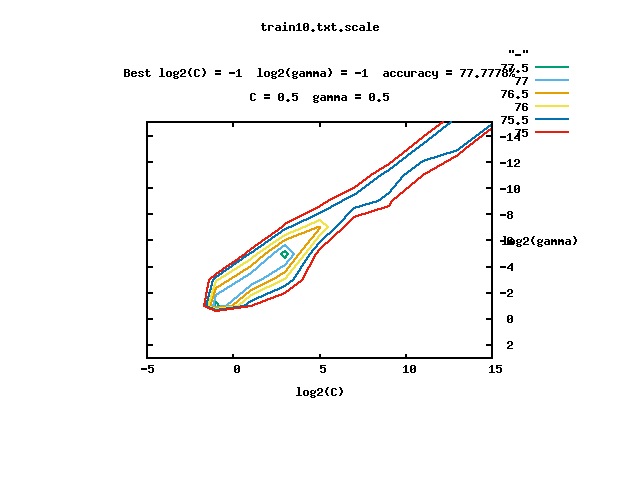 train10.txt.scale
"-"
Best log2(C) = -1  log2(gamma) = -1  accuracy = 77.7778%
77.5
77
76.5
C = 0.5  gamma = 0.5
76
75.5
75
-14
-12
-10
-8
-6
log2(gamma)
-4
-2
0
2
-5 0 5 10 15
log2(C)